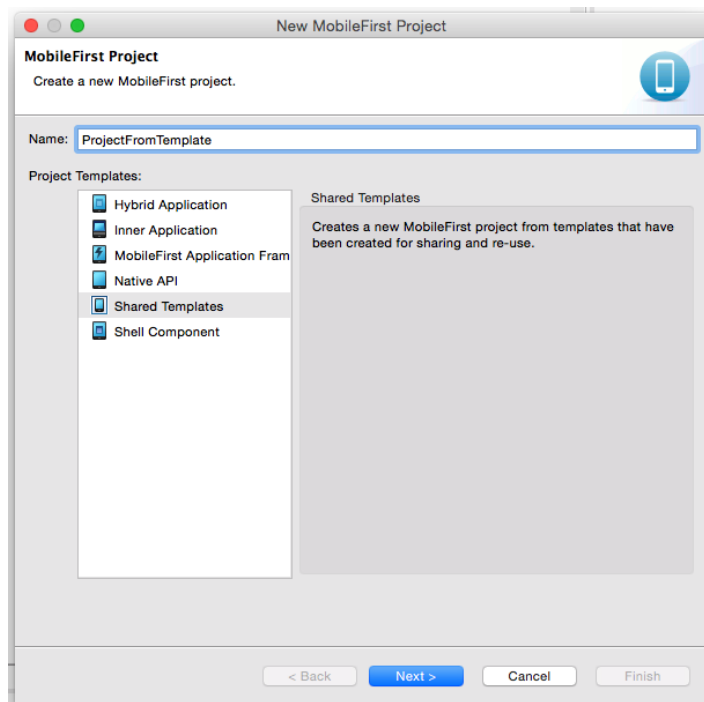 New MobileFirst Project
MobileFirst Project
Create a new MobileFirst project.
Name: ProjectFromTemplate
Project Templates:
Hybrid Application
Inner Application
MobileFirst Application Fram
Native API
Shared Templates
Shell Component
Shared Templates
Creates a new MobileFirst project from templates that have
been created for sharing and re-use.
< Back Next > Cancel Finish